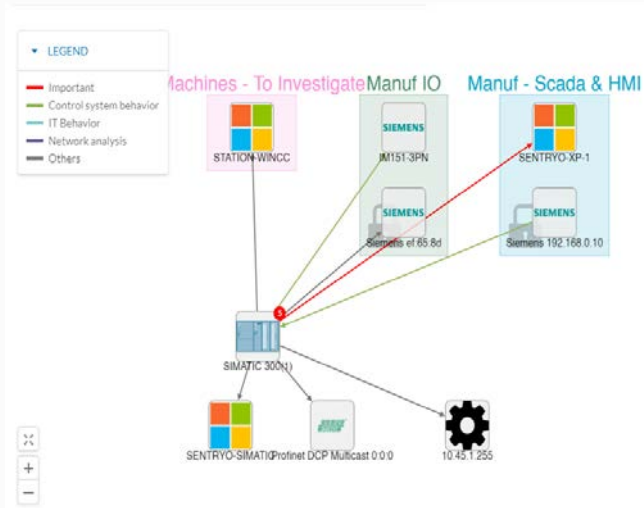 LEGEND
Important
Control system behavior
IT Behavior
Network analysis
Others
Machines - To Investigate
Manuf IO
Manuf - Scada & HMI
STATION-WINCC
SIEMENS
IM151-3PN
SENTRYO-XP-1
SIEMENS
Siemens ef:65:8d
SIEMENS
Siemens 192.168.0.10
5
SIMATIC 300(1)
SENTRYO-SIMATIC
Profinet DCP Multicast 0:0:0
10.45.1.255